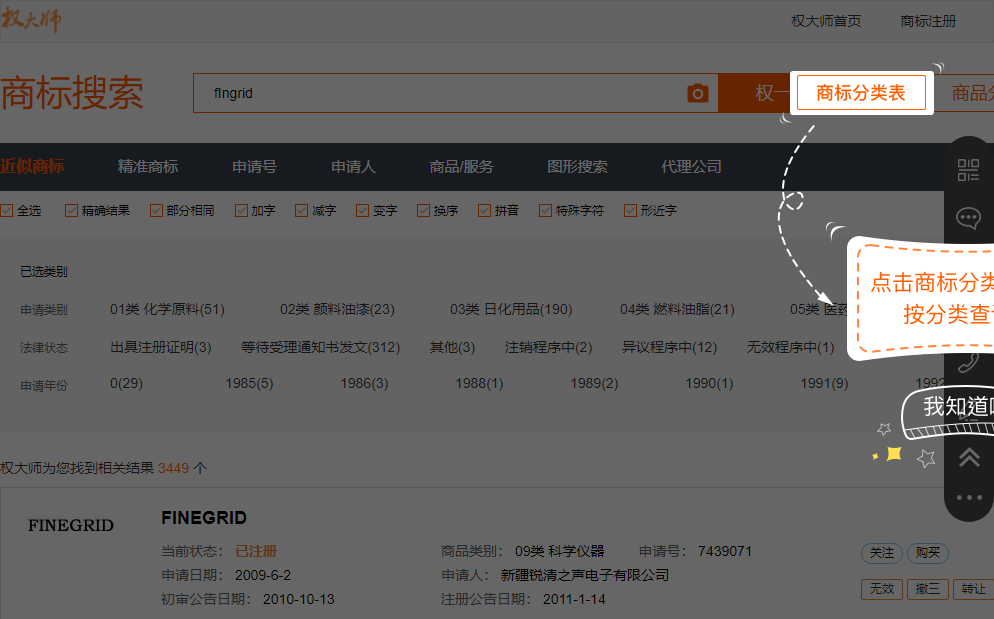 权大师
权大师首页 商标注册
商标搜索
fIngrid
权一
商标分类表
商品分
近似商标 精准商标 申请号 申请人 商品/服务 图形搜索 代理公司
全选 精确结果 部分相同 加字 减字 变字 换序 拼音 特殊字符 形近字
已选类别
点击商标分类
按分类查
申请类别 01类 化学原料(51) 02类 颜料油漆(23) 03类 日化用品(190) 04类 燃料油脂(21) 05类 医药
法律状态 出具注册证明(3) 等待受理通知书发文(312) 其他(3) 注销程序中(2) 异议程序中(12) 无效程序中(1)
申请年份 0(29) 1985(5) 1986(3) 1988(1) 1989(2) 1990(1) 1991(9) 1992
我知道
权大师为您找到相关结果 3449 个
FINEGRID
FINEGRID
当前状态： 已注册 商品类别： 09类 科学仪器 申请号： 7439071
关注 购买
申请日期： 2009-6-2 申请人： 新疆锐清之声电子有限公司
初审公告日期： 2010-10-13 注册公告日期： 2011-1-14
无效 撤三 转让